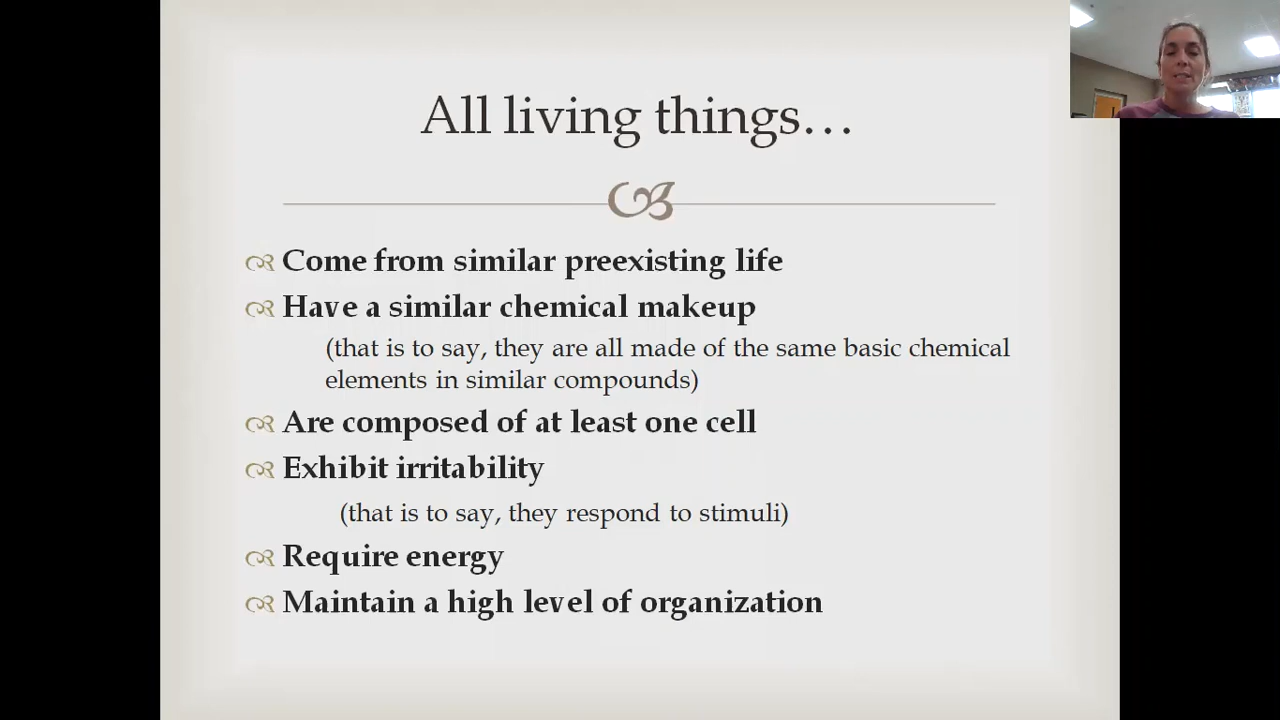 All living things…
Come from similar preexisting life
Have a similar chemical makeup
(that is to say, they are all made of the same basic chemical
elements in similar compounds)
Are composed of at least one cell
Exhibit irritability
(that is to say, they respond to stimuli)
Require energy
Maintain a high level of organization